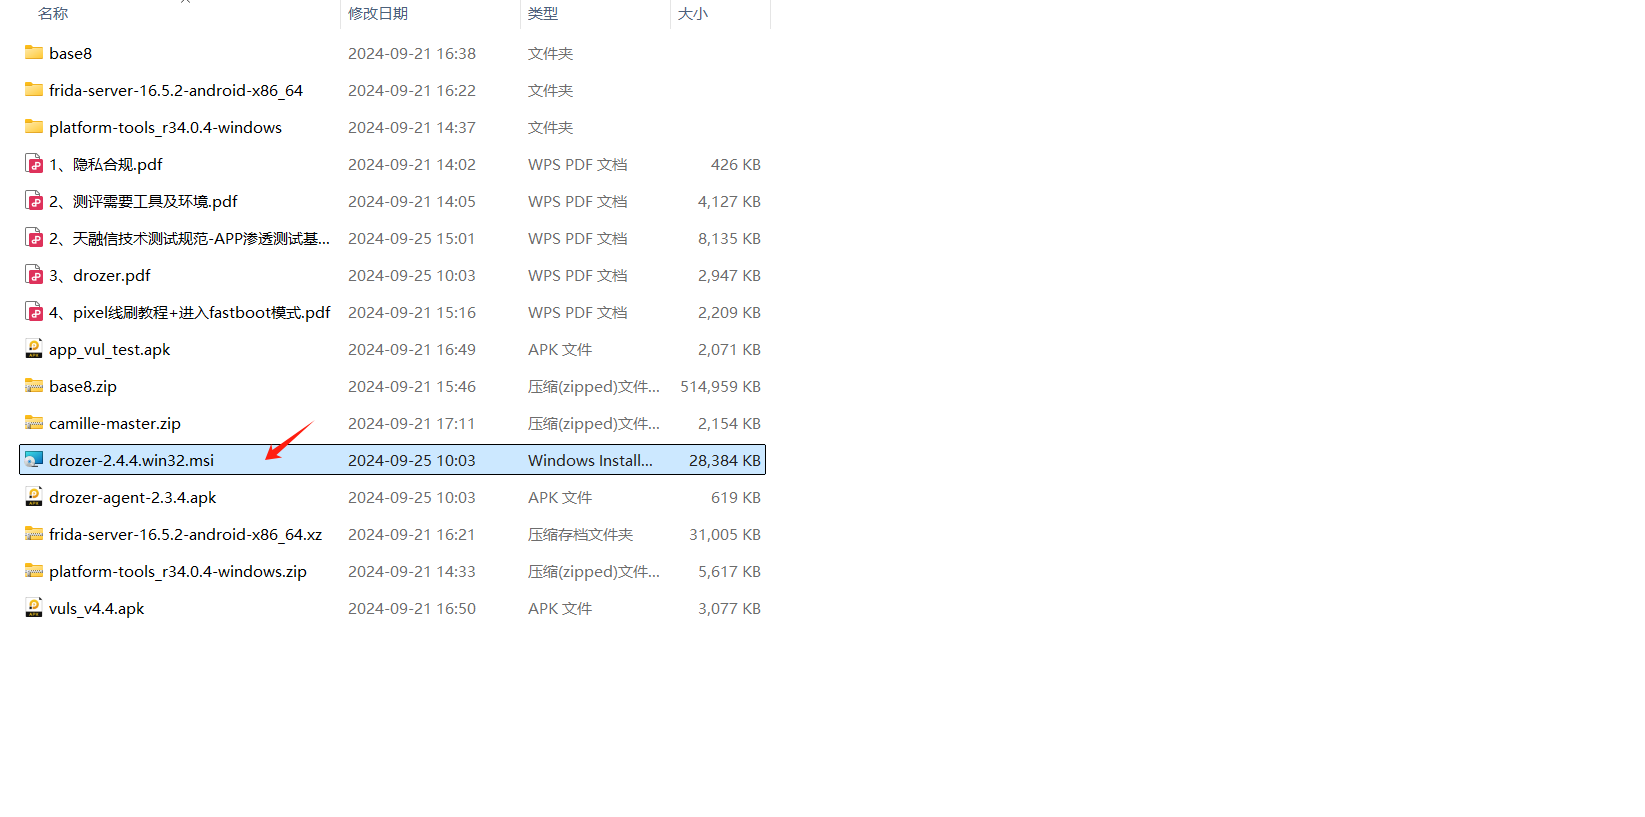 名称 修改日期 类型 大小
base8 2024-09-21 16:38 文件夹
frida-server-16.5.2-android-x86_64 2024-09-21 16:22 文件夹
platform-tools_r34.0.4-windows 2024-09-21 14:37 文件夹
1、隐私合规.pdf 2024-09-21 14:02 WPS PDF 文档 426 KB
2、测评需要工具及环境.pdf 2024-09-21 14:05 WPS PDF 文档 4,127 KB
2、天融信技术测试规范-APP渗透测试基... 2024-09-25 15:01 WPS PDF 文档 8,135 KB
3、drozer.pdf 2024-09-25 10:03 WPS PDF 文档 2,947 KB
4、pixel线刷教程+进入fastboot模式.pdf 2024-09-21 15:16 WPS PDF 文档 2,209 KB
app_vul_test.apk 2024-09-21 16:49 APK 文件 2,071 KB
base8.zip 2024-09-21 15:46 压缩(zipped)文件... 514,959 KB
camille-master.zip 2024-09-21 17:11 压缩(zipped)文件... 2,154 KB
drozer-2.4.4.win32.msi 2024-09-25 10:03 Windows Install... 28,384 KB
drozer-agent-2.3.4.apk 2024-09-25 10:03 APK 文件 619 KB
frida-server-16.5.2-android-x86_64.xz 2024-09-21 16:21 压缩存档文件夹 31,005 KB
platform-tools_r34.0.4-windows.zip 2024-09-21 14:33 压缩(zipped)文件... 5,617 KB
vuls_v4.4.apk 2024-09-21 16:50 APK 文件 3,077 KB